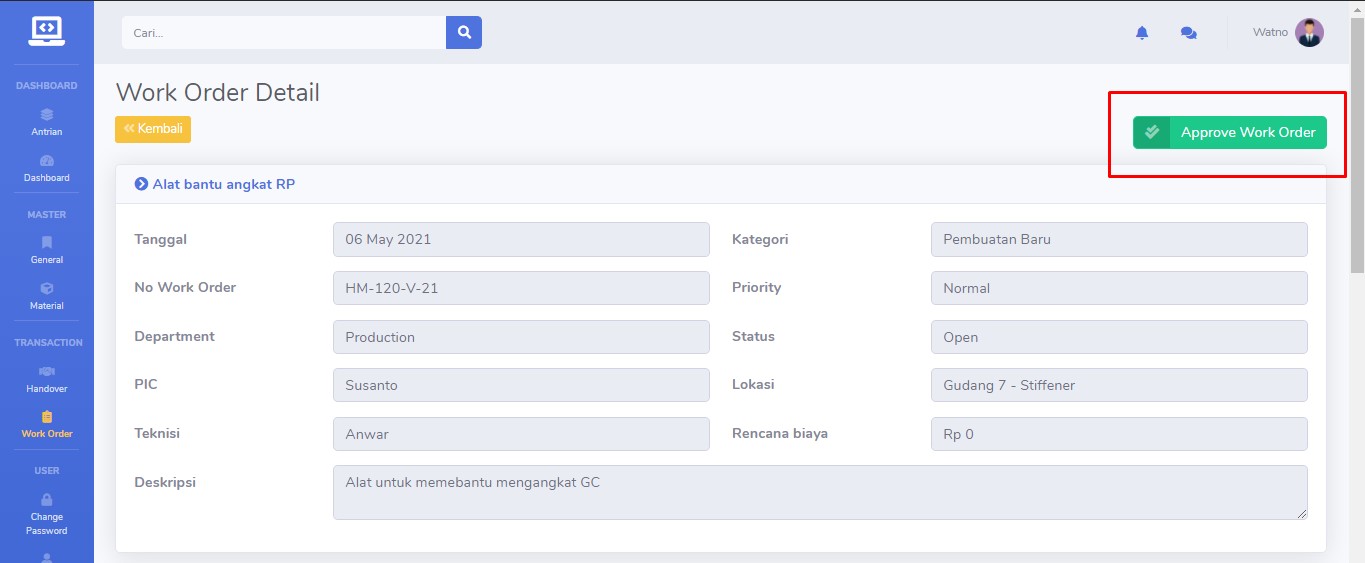 Cari...
Watno
DASHBOARD
Antrian
Dashboard
MASTER
General
Material
TRANSACTION
Handover
Work Order
USER
Change
Password
Work Order Detail
Kembali
Approve Work Order
Alat bantu angkat RP
Tanggal 06 May 2021 Kategori Pembuatan Baru
No Work Order HM-120-V-21 Priority Normal
Department Production Status Open
PIC Susanto Lokasi Gudang 7 - Stiffener
Teknisi Anwar Rencana biaya Rp 0
Deskripsi Alat untuk memebantu mengangkat GC